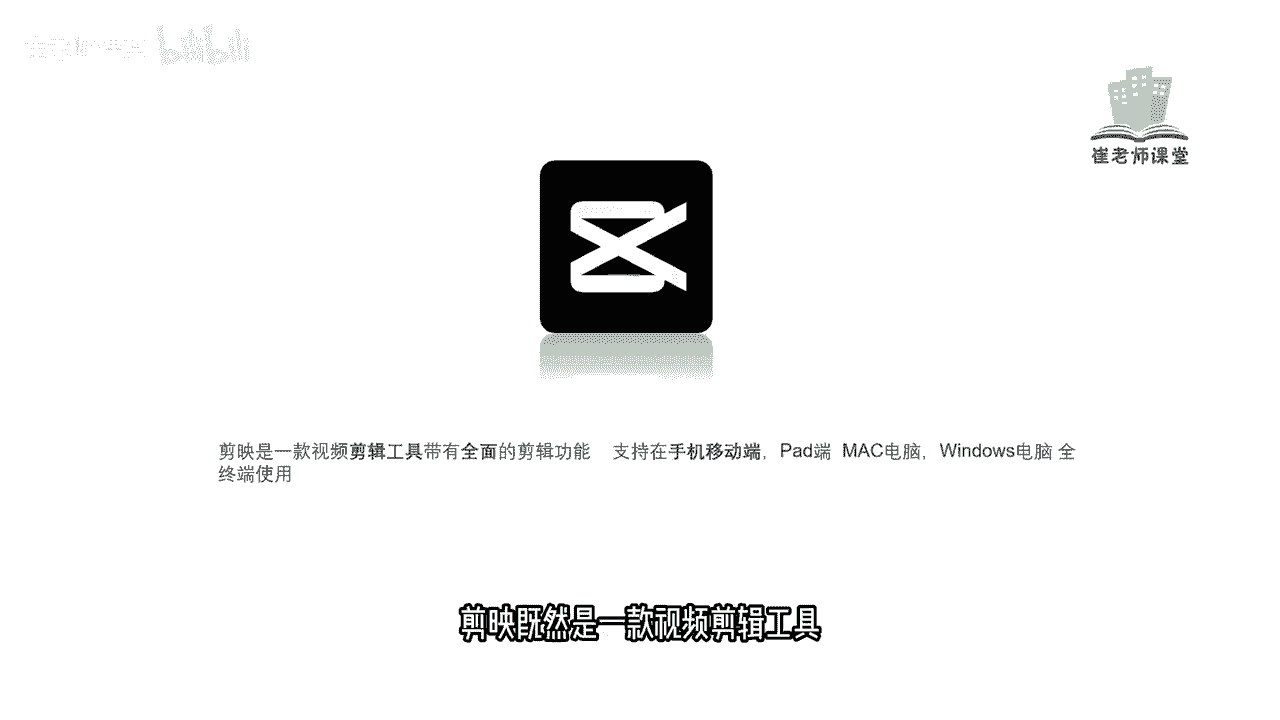 bilibili
崔老师课堂
剪映是一款视频剪辑工具带有全面的剪辑功能 支持在手机移动端，Pad端 MAC电脑，Windows电脑 全
终端使用
剪映既然是一款视频剪辑工具